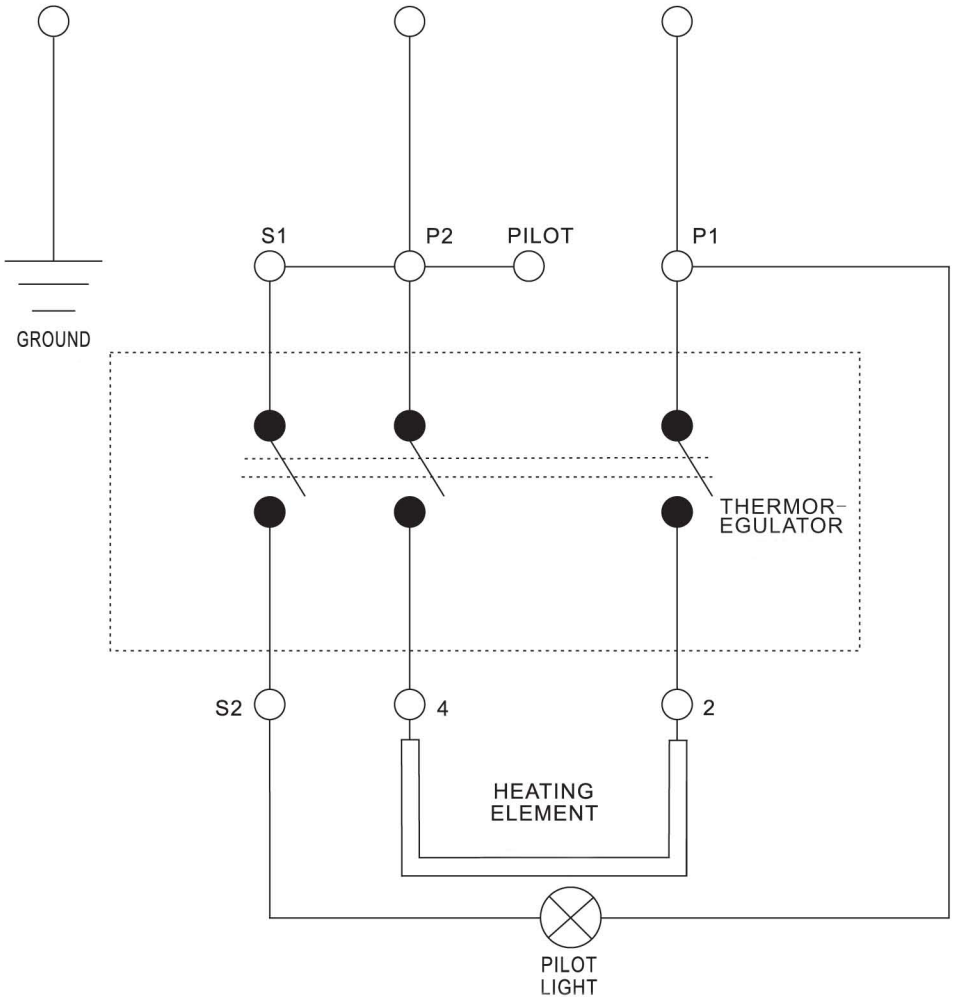 S1
P2
PILOT
P1
GROUND
THERMOR-
EGULATOR
S2
4
2
HEATING
ELEMENT
PILOT
LIGHT